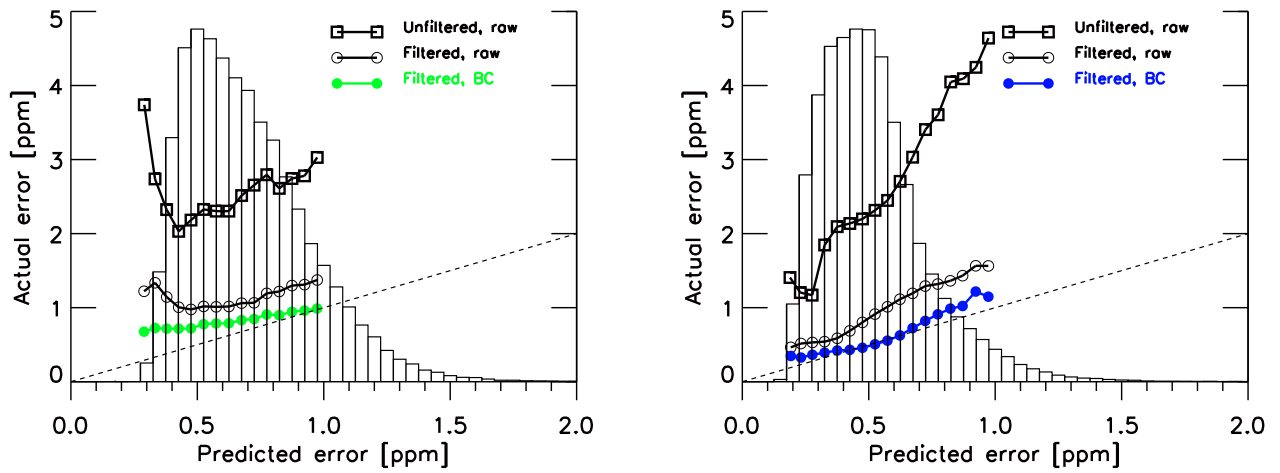 5
4
3
2
1
0
Actual error [ppm]
Unfiltered, raw
Filtered, raw
Filtered, BC
0.0 0.5 1.0 1.5 2.0
Predicted error [ppm]
5
4
3
2
1
0
Actual error [ppm]
Unfiltered, raw
Filtered, raw
Filtered, BC
0.0 0.5 1.0 1.5 2.0
Predicted error [ppm]